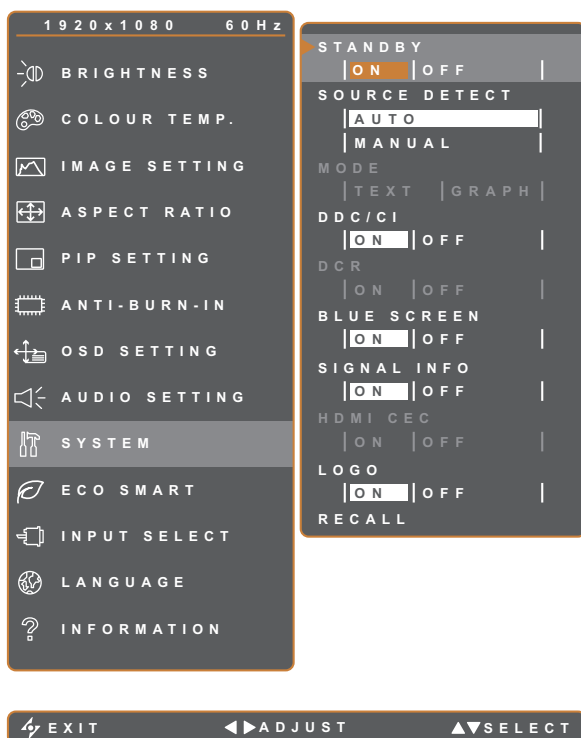 1920x1080 60Hz
BRIGHTNESS
COLOUR TEMP.
IMAGE SETTING
ASPECT RATIO
PIP SETTING
ANTI-BURN-IN
OSD SETTING
AUDIO SETTING
SYSTEM
ECO SMART
INPUT SELECT
LANGUAGE
INFORMATION
STANDBY
ON OFF
SOURCE DETECT
AUTO
MANUAL
MODE
TEXT GRAPH
DDC/CI
ON OFF
DCR
ON OFF
BLUE SCREEN
ON OFF
SIGNAL INFO
ON OFF
HDMI CEC
ON OFF
LOGO
ON OFF
RECALL
EXIT ADJUST SELECT